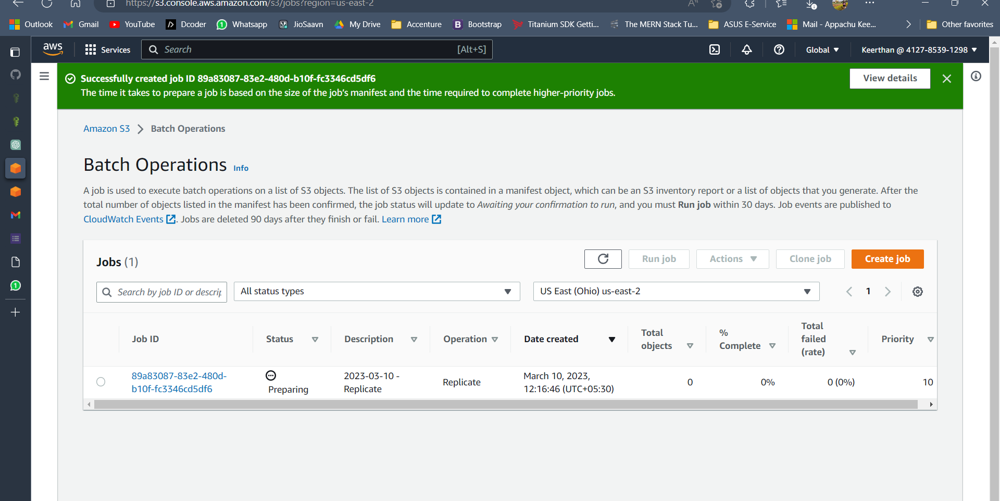 https://s3.console.aws.amazon.com/s3/jobs?region=us-east-2
Outlook Gmail YouTube Dcoder Whatsapp JioSaavn My Drive Accenture Bootstrap Titanium SDK Getti... The MERN Stack Tu... ASUS E-Service Mail - Appachu Kee... Other favorites
aws Services Search [Alt+S] Global Keerthan @ 4127-8539-1298
Successfully created job ID 89a83087-83e2-480d-b10f-fc3346cd5df6
The time it takes to prepare a job is based on the size of the job's manifest and the time required to complete higher-priority jobs.
View details
Amazon S3 Batch Operations
Batch Operations Info
A job is used to execute batch operations on a list of S3 objects. The list of S3 objects is contained in a manifest object, which can be an S3 inventory report or a list of objects that you generate. After the
total number of objects listed in the manifest has been confirmed, the job status will update to Awaiting your confirmation to run, and you must Run job within 30 days. Job events are published to
CloudWatch Events. Jobs are deleted 90 days after they finish or fail. Learn more
Jobs (1)
Run job Actions Clone job Create job
Search by job ID or descrip All status types US East (Ohio) us-east-2 1
Job ID Status Description Operation Date created Total objects % Complete Total failed (rate) Priority
89a83087-83e2-480d-
b10f-fc3346cd5df6
Preparing
2023-03-10 -
Replicate
Replicate
March 10, 2023,
12:16:46 (UTC+05:30)
0
0%
0 (0%)
10